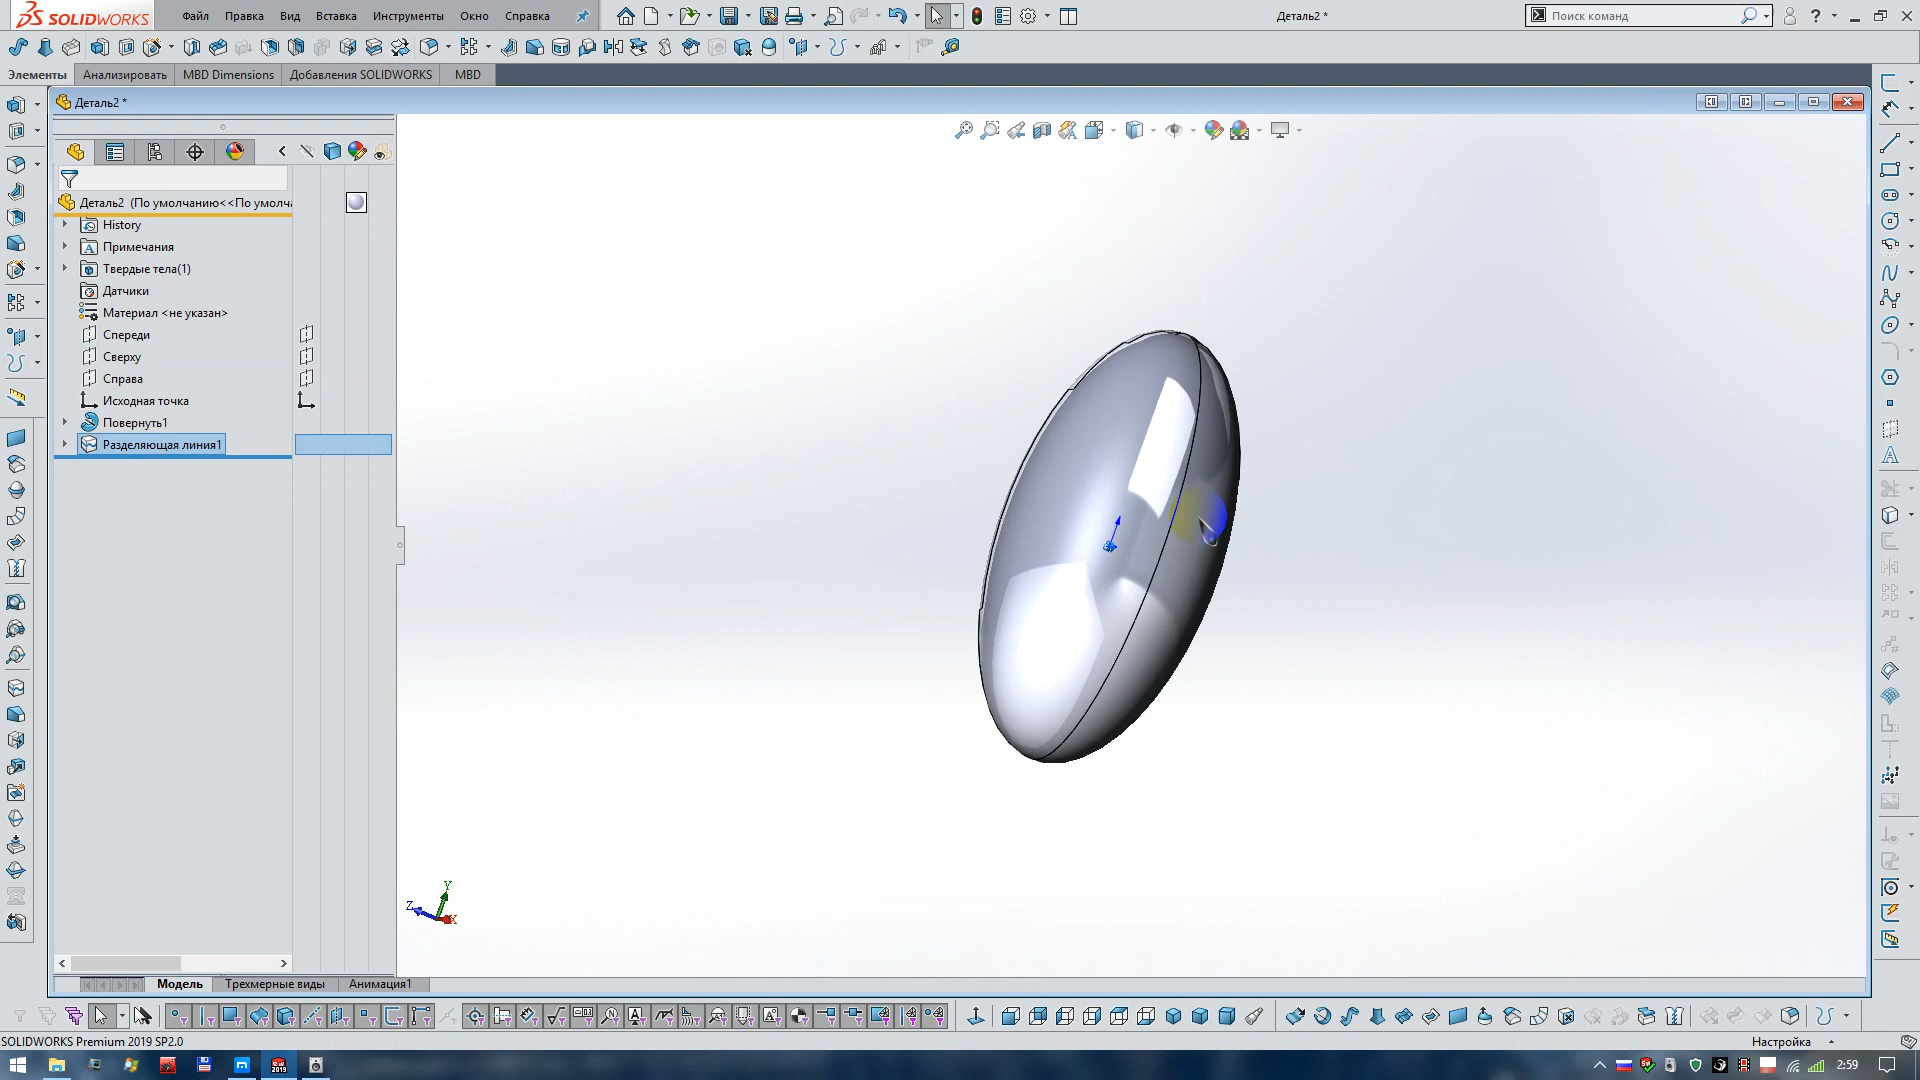 SOLIDWORKS
Файл Правка Вид Вставка Инструменты Окно Справка
Деталь2 *
Поиск команд
Элементы Анализировать MBD Dimensions Добавления SOLIDWORKS MBD
Деталь2 *
Деталь2 (По умолчанию<<По умолча
History
Примечания
Твердые тела(1)
Датчики
Материал <не указан>
Спереди
Сверху
Справа
Исходная точка
Повернуть1
Разделяющая линия1
Y
Z
X
Модель Трехмерные виды Анимация1
SOLIDWORKS Premium 2019 SP2.0
Настройка
2:59